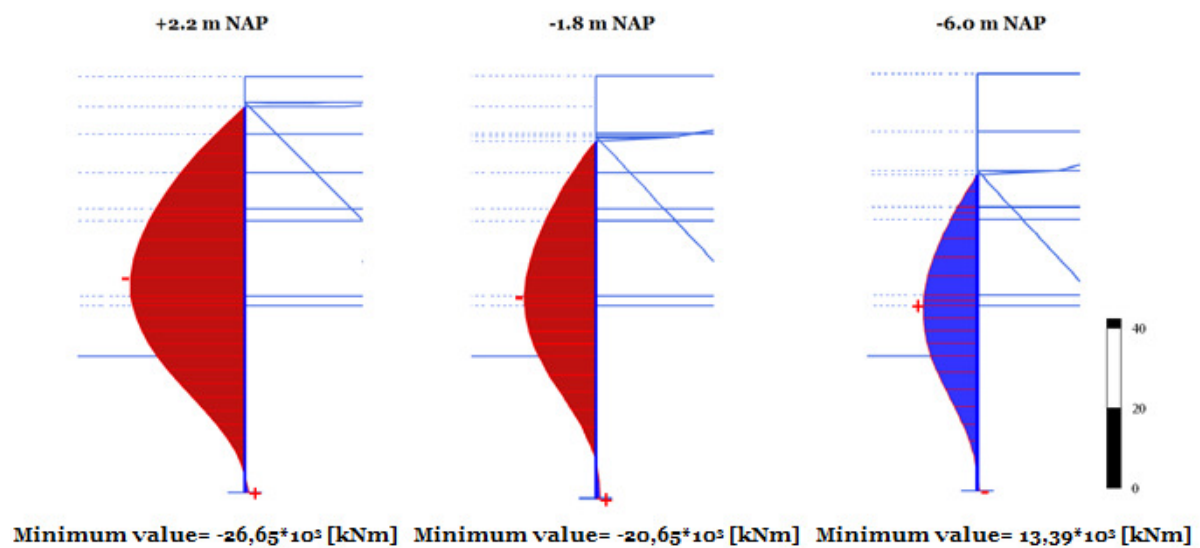 +2.2 m NAP -1.8 m NAP -6.0 m NAP
- - +
40
20
0
+ + -
Minimum value= -26,65*10³ [kNm] Minimum value= -20,65*10³ [kNm] Minimum value= 13,39*10³ [kNm]